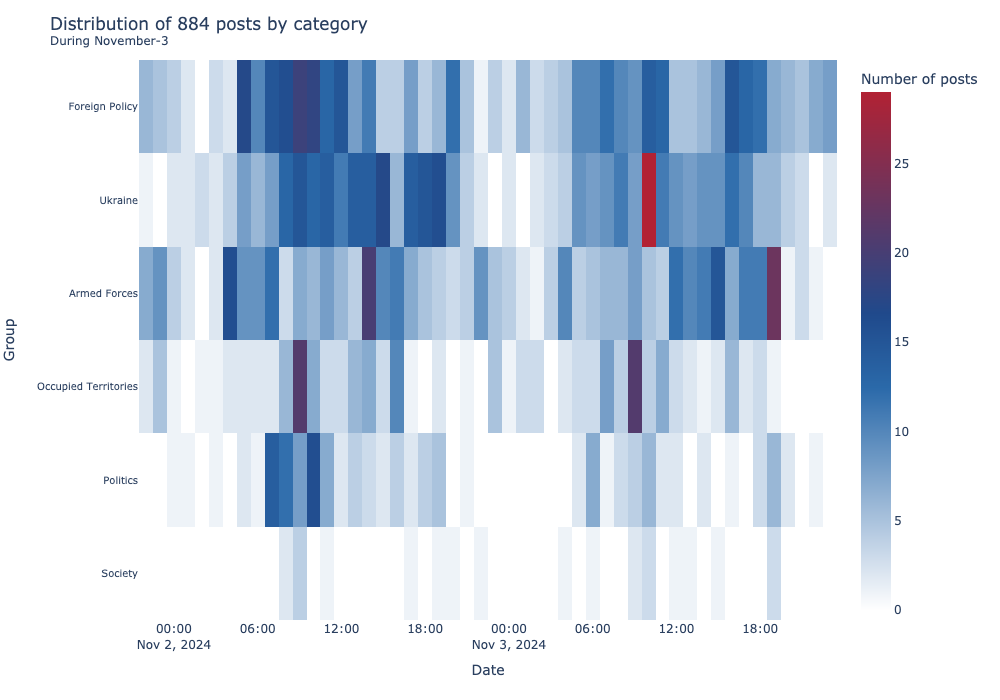 Distribution of 884 posts by category
During November-3
Number of posts
Foreign Policy
Ukraine
Armed Forces
Occupied Territories
Politics
Society
Group
25
20
15
10
5
0
00:00 06:00 12:00 18:00 00:00 06:00 12:00 18:00
Nov 2, 2024 Nov 3, 2024
Date